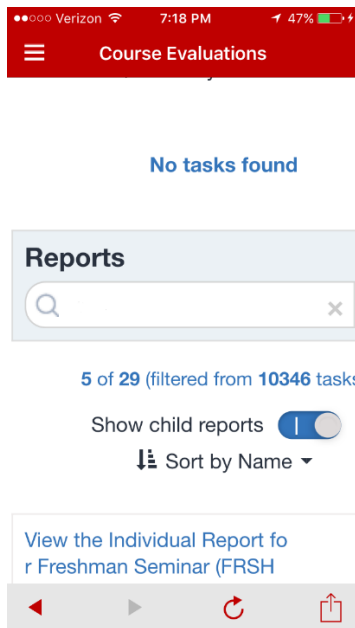 Verizon 7:18 PM 47%
Course Evaluations
No tasks found
Reports
5 of 29 (filtered from 10346 tasks
Show child reports
Sort by Name
View the Individual Report fo
r Freshman Seminar (FRSH